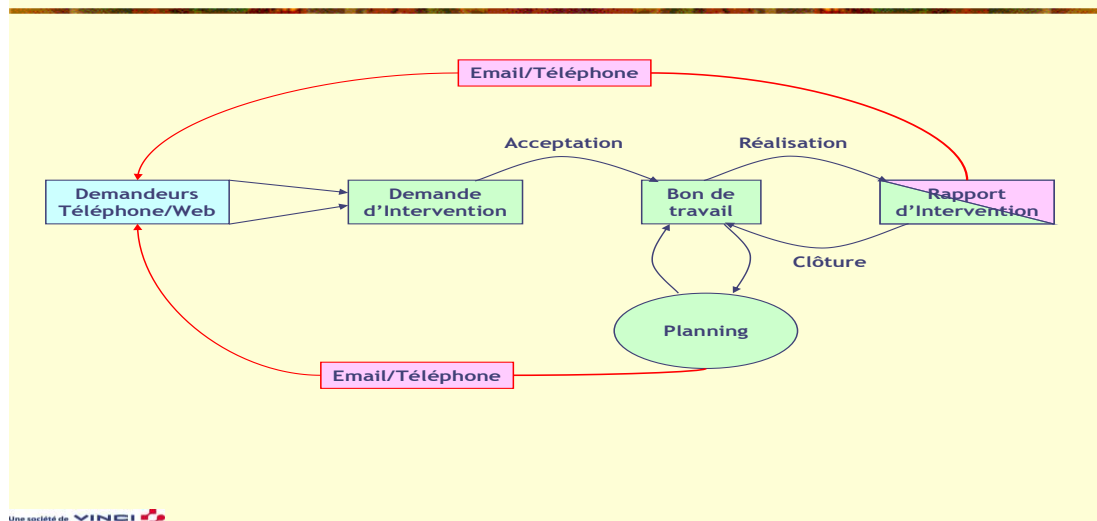 Email/Téléphone
Acceptation
Réalisation
Demandeurs
Téléphone/Web
Demande
d’Intervention
Bon de
travail
Rapport
d’Intervention
Clôture
Planning
Email/Téléphone
Une société de VINCI